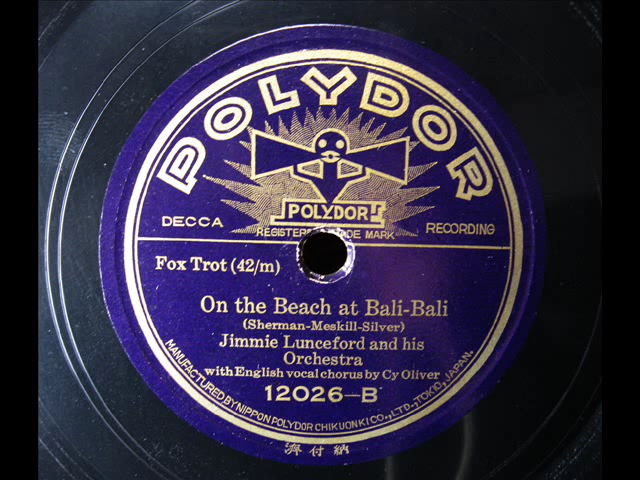 POLYDOR
POLYDOR
DECCA
REGISTERED TRADE MARK
RECORDING
Fox Trot (42/m)
On the Beach at Bali-Bali
(Sherman-Meskill-Silver)
Jimmie Lunceford and his
Orchestra
with English vocal chorus by Cy Oliver
12026-B
MANUFACTURED BY NIPPON POLYDOR CHIKUONKI CO., LTD., TOKIO, JAPAN.
濟付納